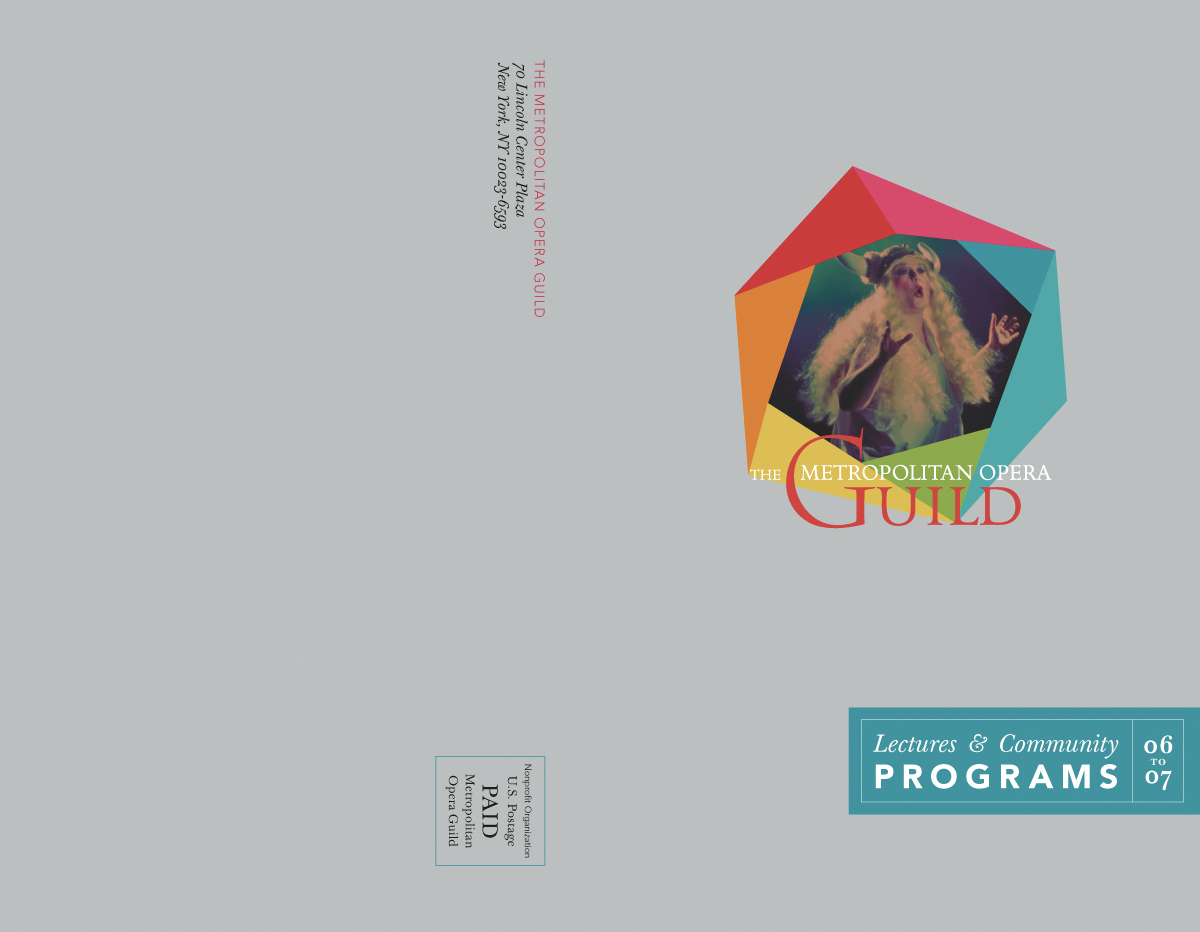 THE METROPOLITAN OPERA GUILD
70 Lincoln Center Plaza
New York, NY 10023-6593
THE METROPOLITAN OPERA
GUILD
Lectures & Community
PROGRAMS
06
TO
07
Nonprofit Organization
U.S. Postage
PAID
Metropolitan
Opera Guild